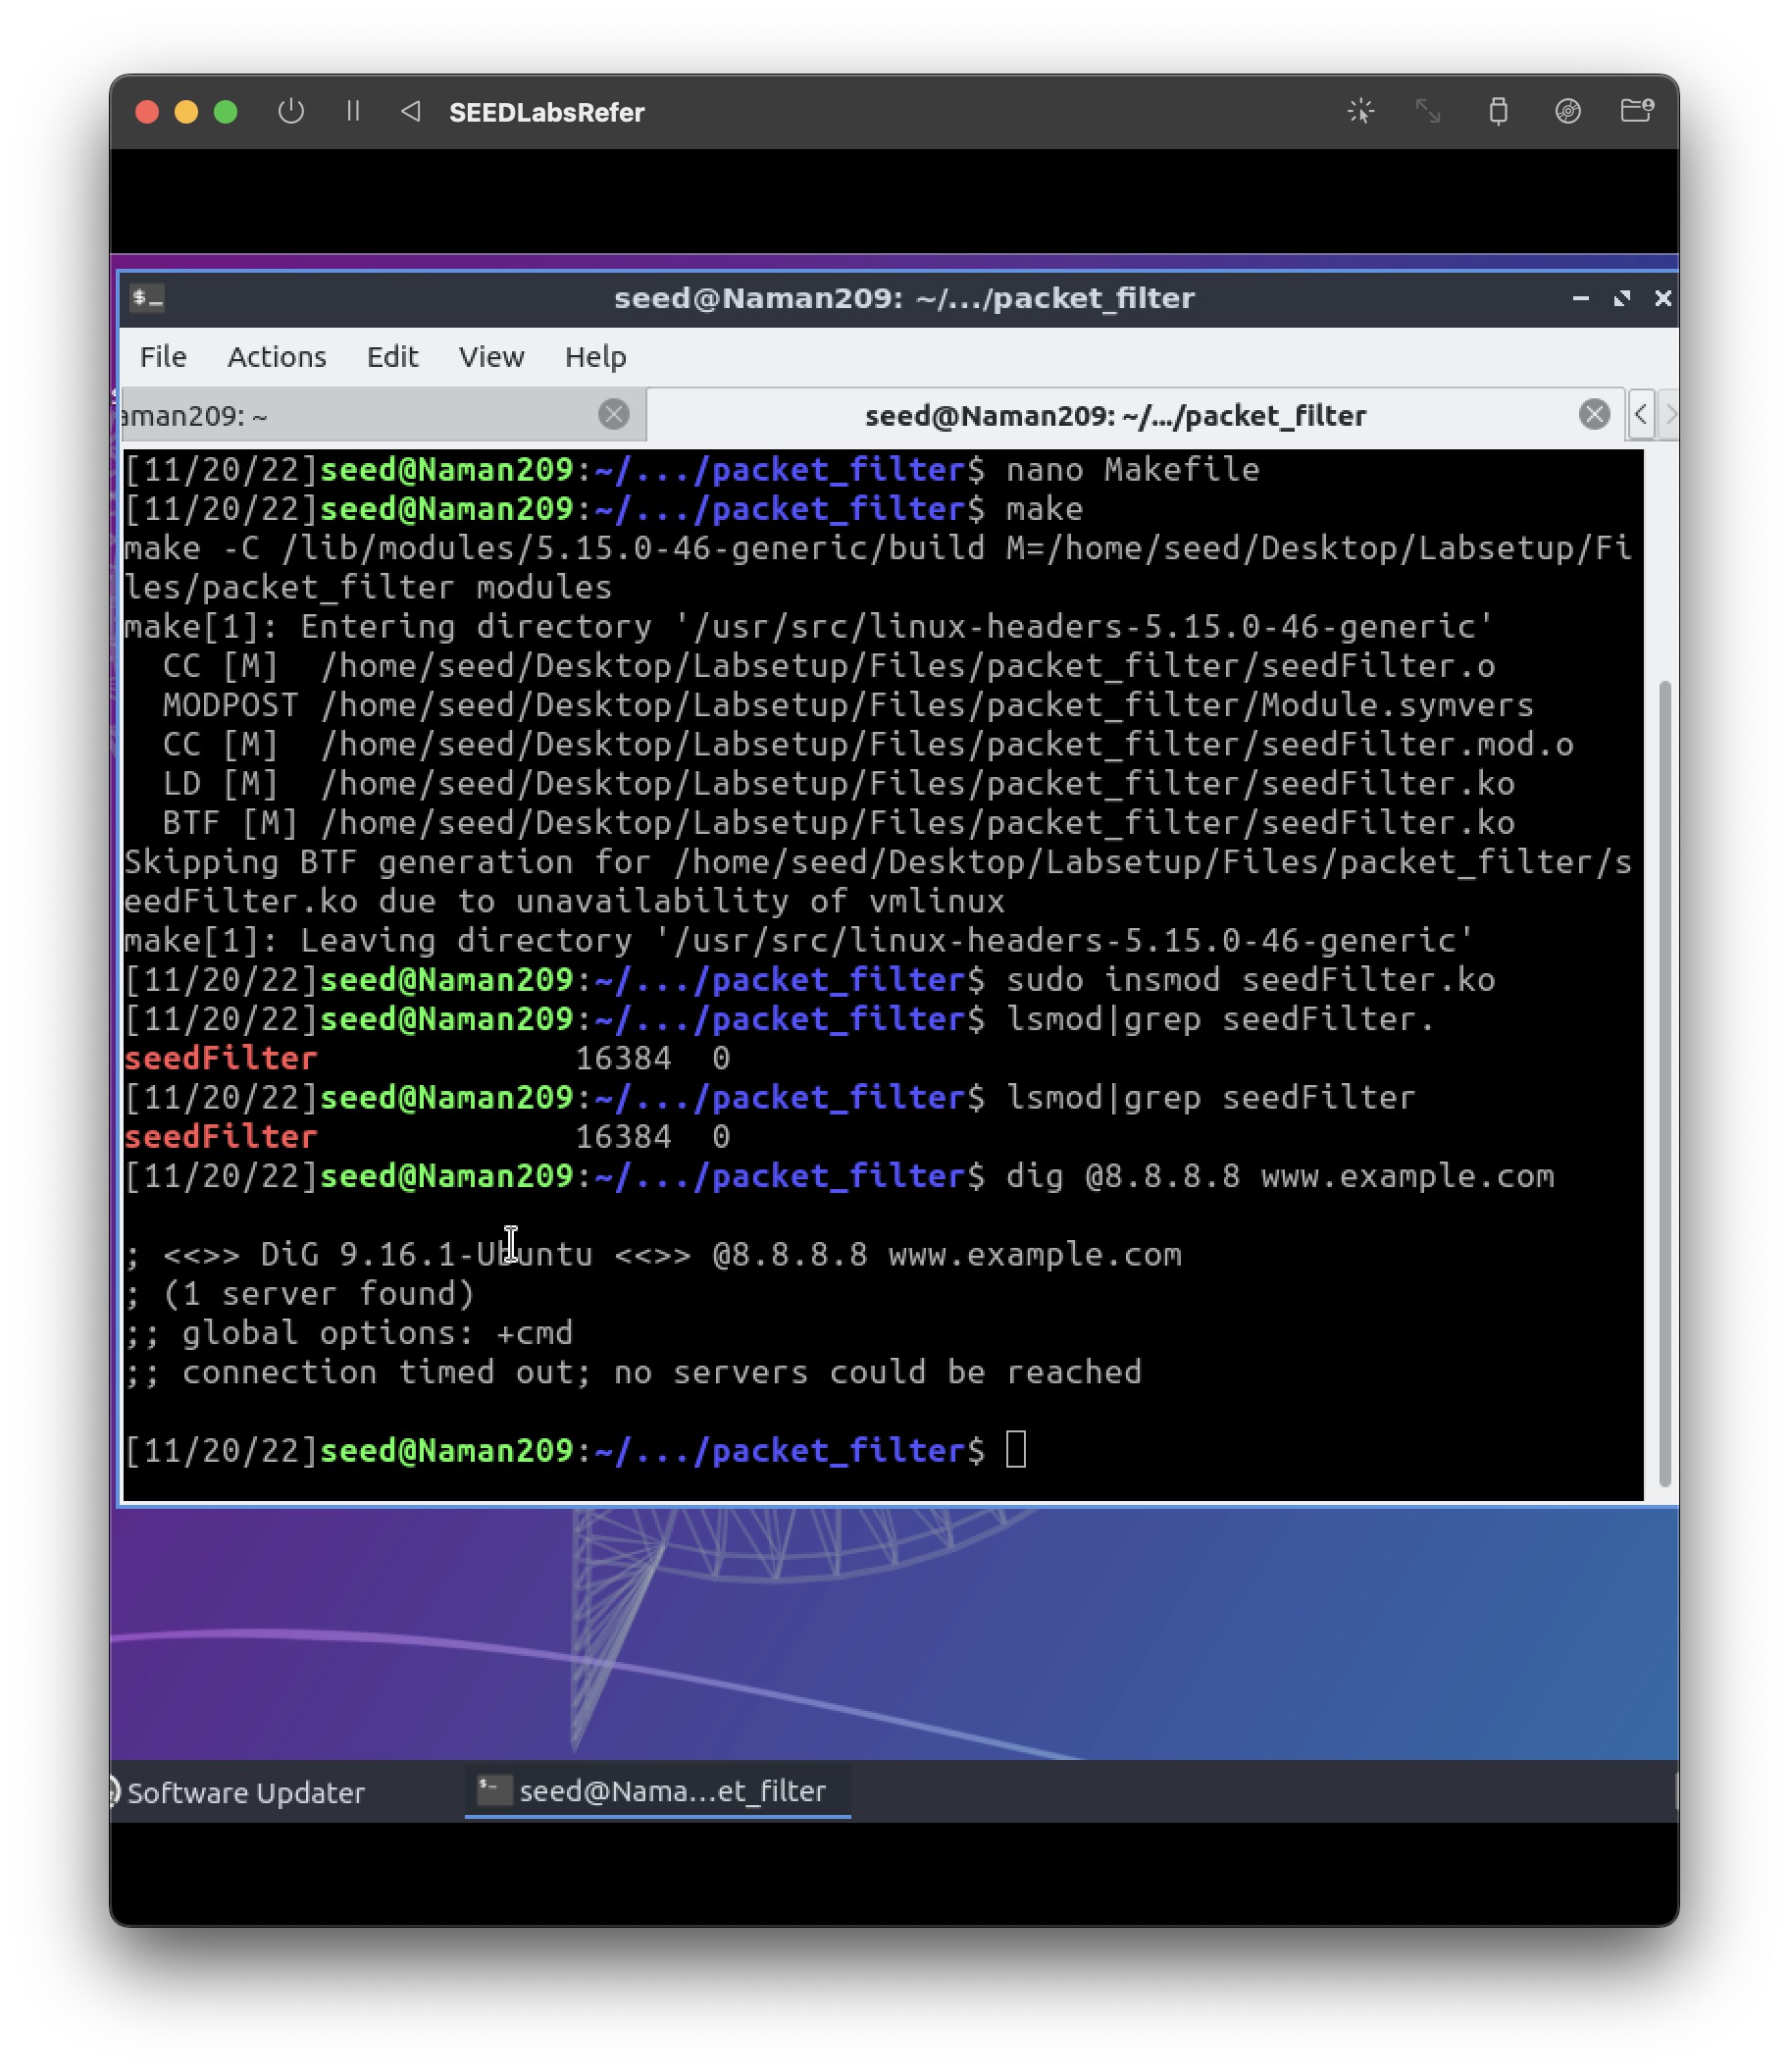 SEEDLabsRefer
seed@Naman209: ~/.../packet_filter
File Actions Edit View Help
aman209: ~
seed@Naman209: ~/.../packet_filter
[11/20/22]seed@Naman209:~/.../packet_filter$ nano Makefile
[11/20/22]seed@Naman209:~/.../packet_filter$ make
make -C /lib/modules/5.15.0-46-generic/build M=/home/seed/Desktop/Labsetup/Fi
les/packet_filter modules
make[1]: Entering directory '/usr/src/linux-headers-5.15.0-46-generic'
  CC [M]  /home/seed/Desktop/Labsetup/Files/packet_filter/seedFilter.o
  MODPOST /home/seed/Desktop/Labsetup/Files/packet_filter/Module.symvers
  CC [M]  /home/seed/Desktop/Labsetup/Files/packet_filter/seedFilter.mod.o
  LD [M]  /home/seed/Desktop/Labsetup/Files/packet_filter/seedFilter.ko
  BTF [M] /home/seed/Desktop/Labsetup/Files/packet_filter/seedFilter.ko
Skipping BTF generation for /home/seed/Desktop/Labsetup/Files/packet_filter/s
eedFilter.ko due to unavailability of vmlinux
make[1]: Leaving directory '/usr/src/linux-headers-5.15.0-46-generic'
[11/20/22]seed@Naman209:~/.../packet_filter$ sudo insmod seedFilter.ko
[11/20/22]seed@Naman209:~/.../packet_filter$ lsmod|grep seedFilter.
seedFilter             16384  0
[11/20/22]seed@Naman209:~/.../packet_filter$ lsmod|grep seedFilter
seedFilter             16384  0
[11/20/22]seed@Naman209:~/.../packet_filter$ dig @8.8.8.8 www.example.com
; <<>> DiG 9.16.1-Ubuntu <<>> @8.8.8.8 www.example.com
; (1 server found)
;; global options: +cmd
;; connection timed out; no servers could be reached
[11/20/22]seed@Naman209:~/.../packet_filter$
Software Updater
seed@Nama...et_filter